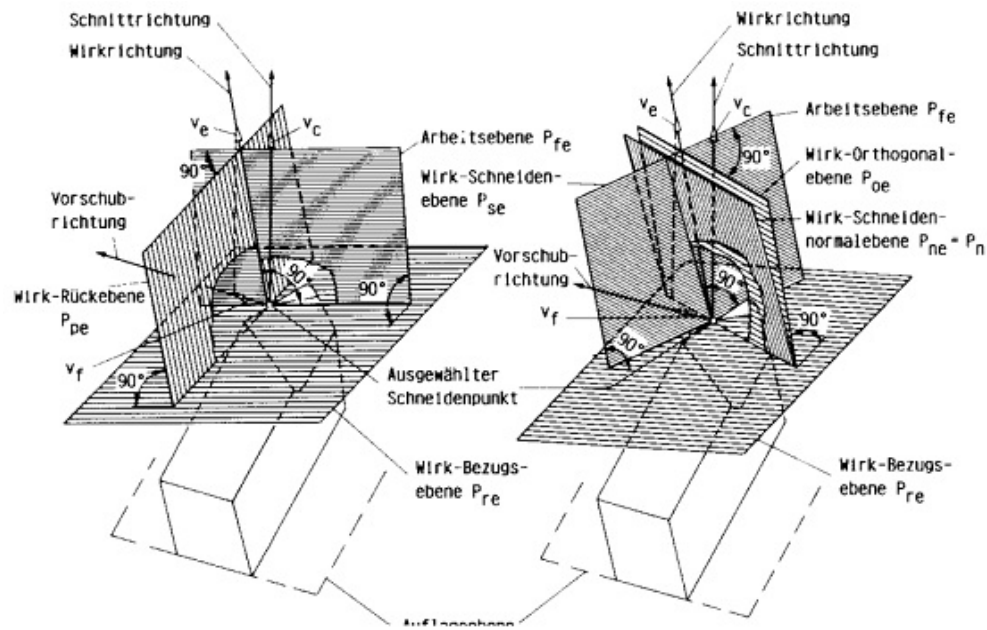 Schnittrichtung
Wirkrichtung
v_e
v_c
90°
Arbeitsebene P_fe
Wirk-Schneiden-
ebene P_se
Vorschub-
richtung
Wirk-Rückebene
P_pe
90°
90°
v_f
90°
Ausgewählter
Schneidenpunkt
Wirk-Bezugs-
ebene P_re
Wirkrichtung
Schnittrichtung
v_e
v_c
Arbeitsebene P_fe
90°
Wirk-Orthogonal-
ebene P_oe
Wirk-Schneiden-
normalebene P_ne = P_n
Vorschub
richtung
90°
v_f
90°
90°
Wirk-Bezugs-
ebene P_re